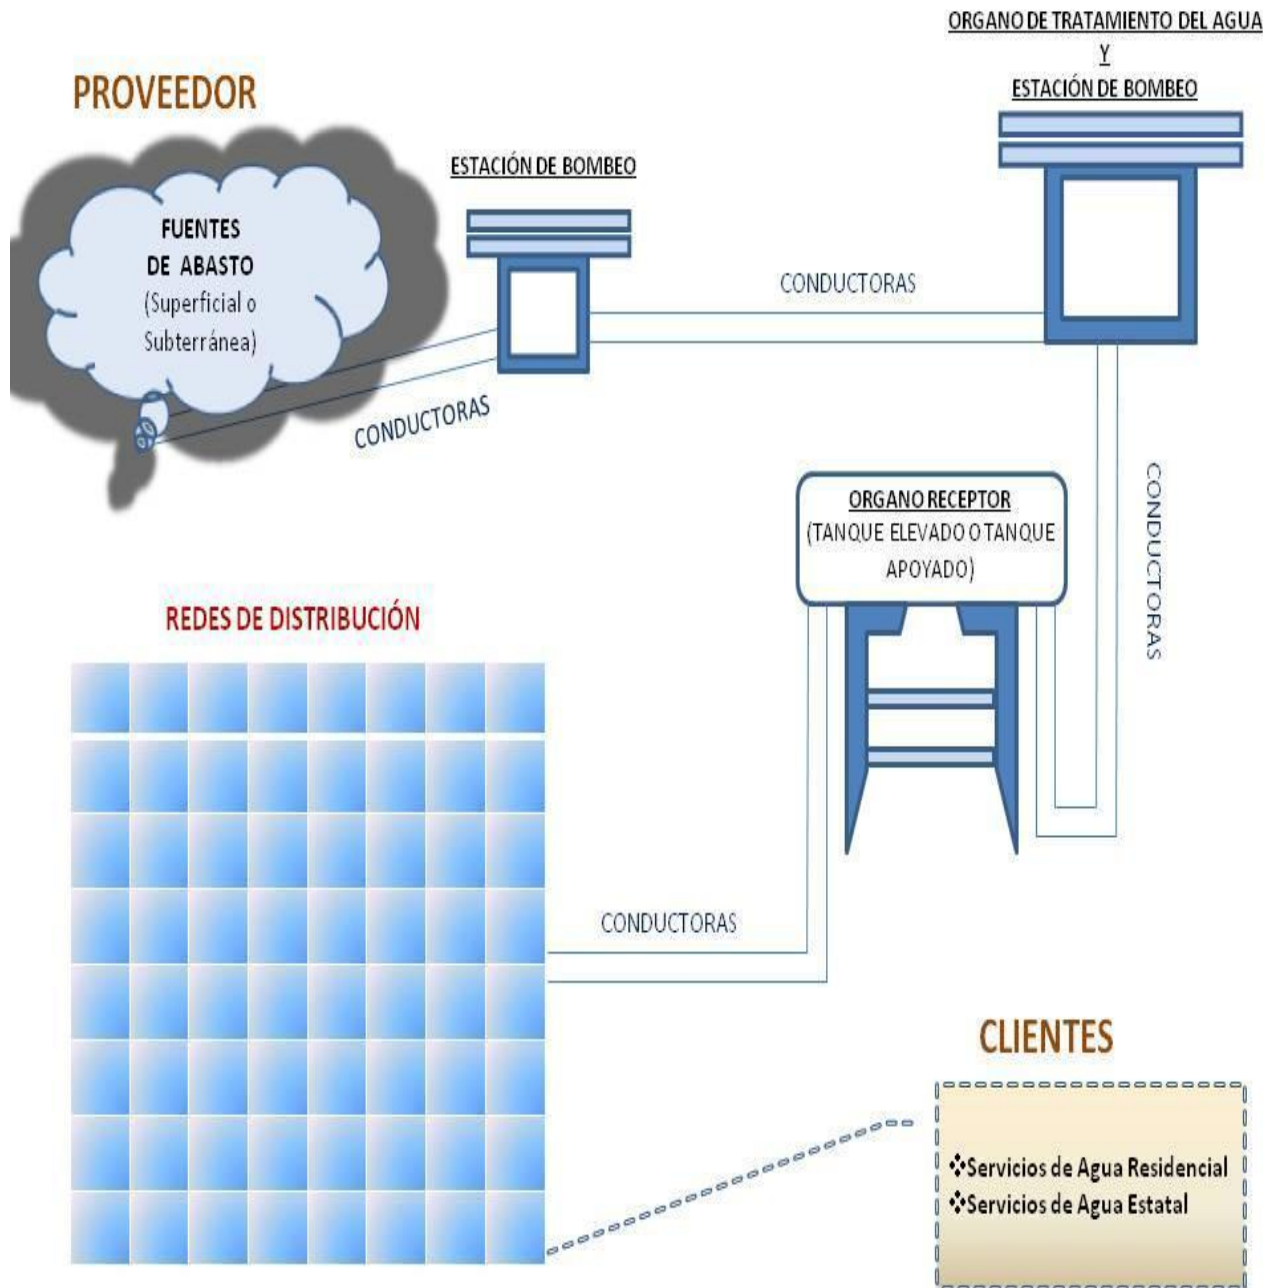 ORGANO DE TRATAMIENTO DEL AGUA
Y
ESTACIÓN DE BOMBEO
PROVEEDOR
ESTACIÓN DE BOMBEO
FUENTES
DE ABASTO
(Superficial o
Subterránea)
CONDUCTORAS
CONDUCTORAS
CONDUCTORAS
ORGANO RECEPTOR
(TANQUE ELEVADO O TANQUE
APOYADO)
REDES DE DISTRIBUCIÓN
CONDUCTORAS
CLIENTES
❖Servicios de Agua Residencial
❖Servicios de Agua Estatal